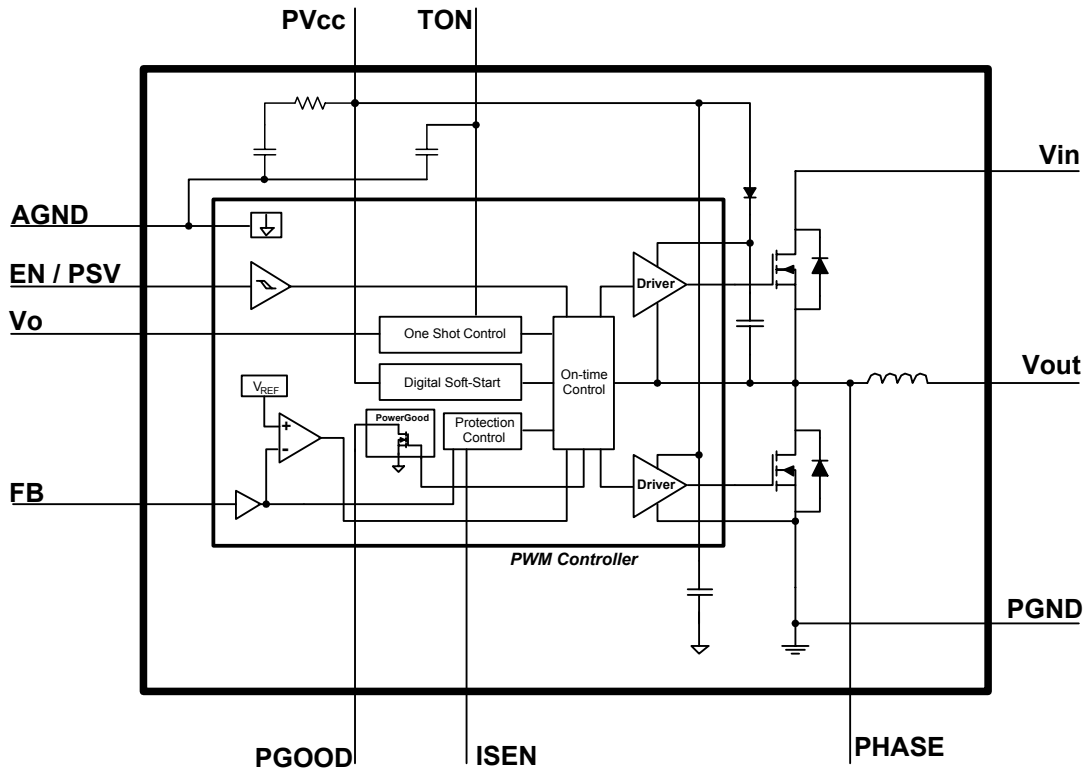 PVcc
TON
Vin
AGND
EN / PSV
Driver
Vo
One Shot Control
Vout
Digital Soft-Start
On-time
Control
VREF
PowerGood
Protection
Control
+
-
Driver
FB
PWM Controller
PGND
PGOOD
ISEN
PHASE